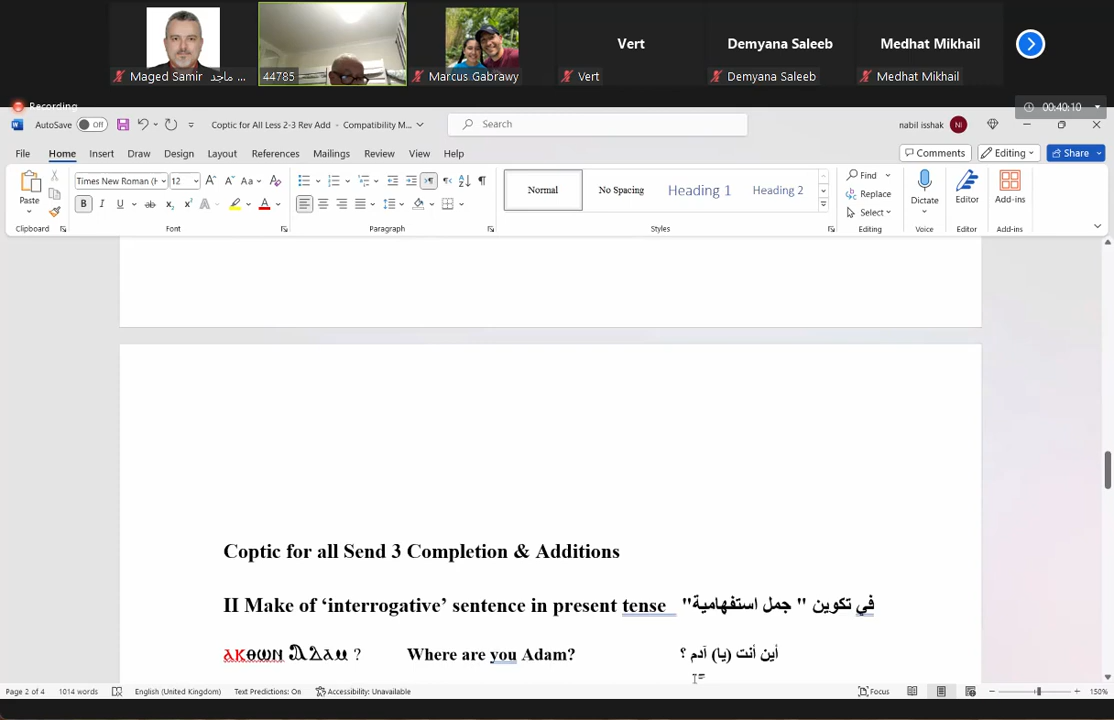 Vert
Demyana Saleeb
Medhat Mikhail
Maged Samir ماجد ...
44785
Marcus Gabrawy
Vert
Demyana Saleeb
Medhat Mikhail
Recording
00:40:10
AutoSave Off
Coptic for All Less 2-3 Rev Add - Compatibility M...
Search
nabil isshak NI
File Home Insert Draw Design Layout References Mailings Review View Help
Comments Editing Share
Times New Roman (H 12
Paste
Normal
No Spacing
Heading 1
Heading 2
Find
Replace
Select
Dictate
Editor
Add-ins
Clipboard Font Paragraph Styles Editing Voice Editor Add-ins
Coptic for all Send 3 Completion & Additions
II Make of ‘interrogative’ sentence in present tense في تكوين " جمل استفهامية"
ⲁⲕⲑⲱⲛ Ⲁⲇⲁⲙ ? Where are you Adam? أين أنت (يا) آدم ؟
Page 2 of 4 1014 words English (United Kingdom) Text Predictions: On Accessibility: Unavailable Focus 150%